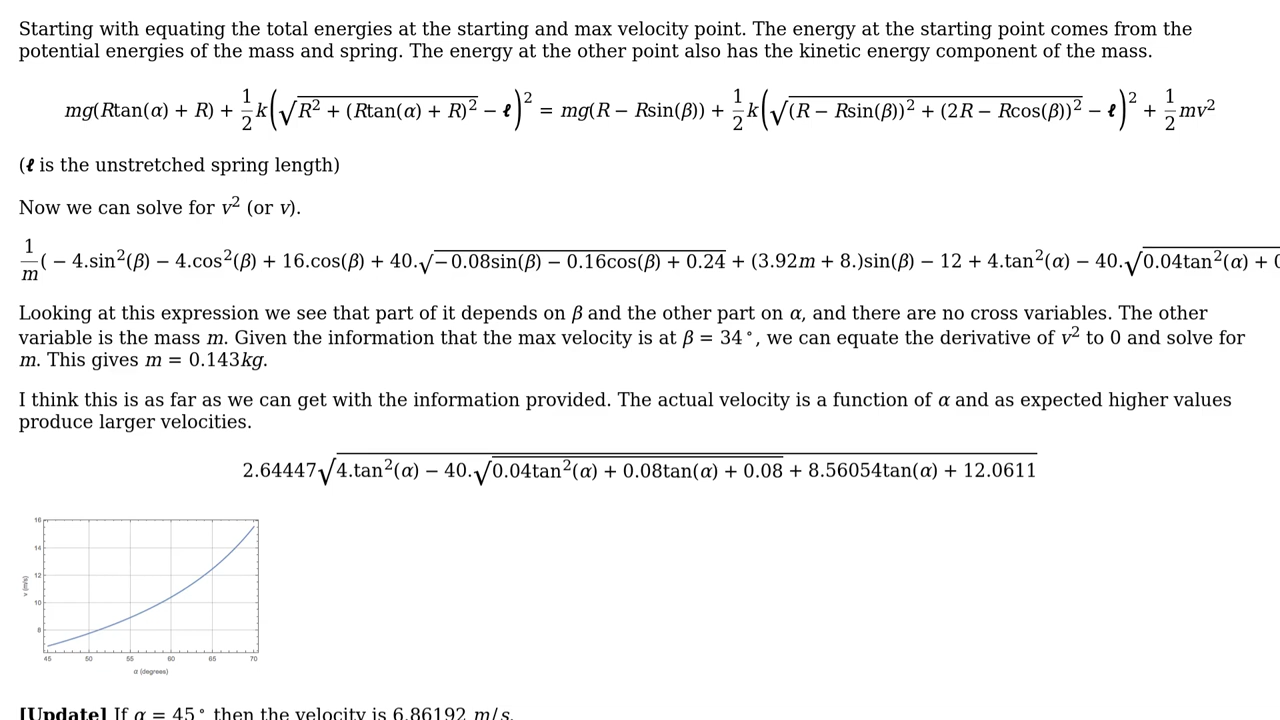 Starting with equating the total energies at the starting and max velocity point. The energy at the starting point comes from the
potential energies of the mass and spring. The energy at the other point also has the kinetic energy component of the mass.
mg(Rtan(α) + R) + 1/2 k(√(R² + (Rtan(α) + R)²) − ℓ)² = mg(R − Rsin(β)) + 1/2 k(√((R − Rsin(β))² + (2R − Rcos(β))²) − ℓ)² + 1/2 mv²
(ℓ is the unstretched spring length)
Now we can solve for v² (or v).
1/m ( − 4.sin²(β) − 4.cos²(β) + 16.cos(β) + 40.√(−0.08sin(β) − 0.16cos(β) + 0.24) + (3.92m + 8.)sin(β) − 12 + 4.tan²(α) − 40.√(0.04tan²(α) +
Looking at this expression we see that part of it depends on β and the other part on α, and there are no cross variables. The other
variable is the mass m. Given the information that the max velocity is at β = 34°, we can equate the derivative of v² to 0 and solve for
m. This gives m = 0.143kg.
I think this is as far as we can get with the information provided. The actual velocity is a function of α and as expected higher values
produce larger velocities.
2.64447√(4.tan²(α) − 40.√(0.04tan²(α) + 0.08tan(α) + 0.08) + 8.56054tan(α) + 12.0611)
16
14
12
10
8
v (m/s)
45 50 55 60 65 70
α (degrees)
[Update] If α = 45° then the velocity is 6.86192 m/s.